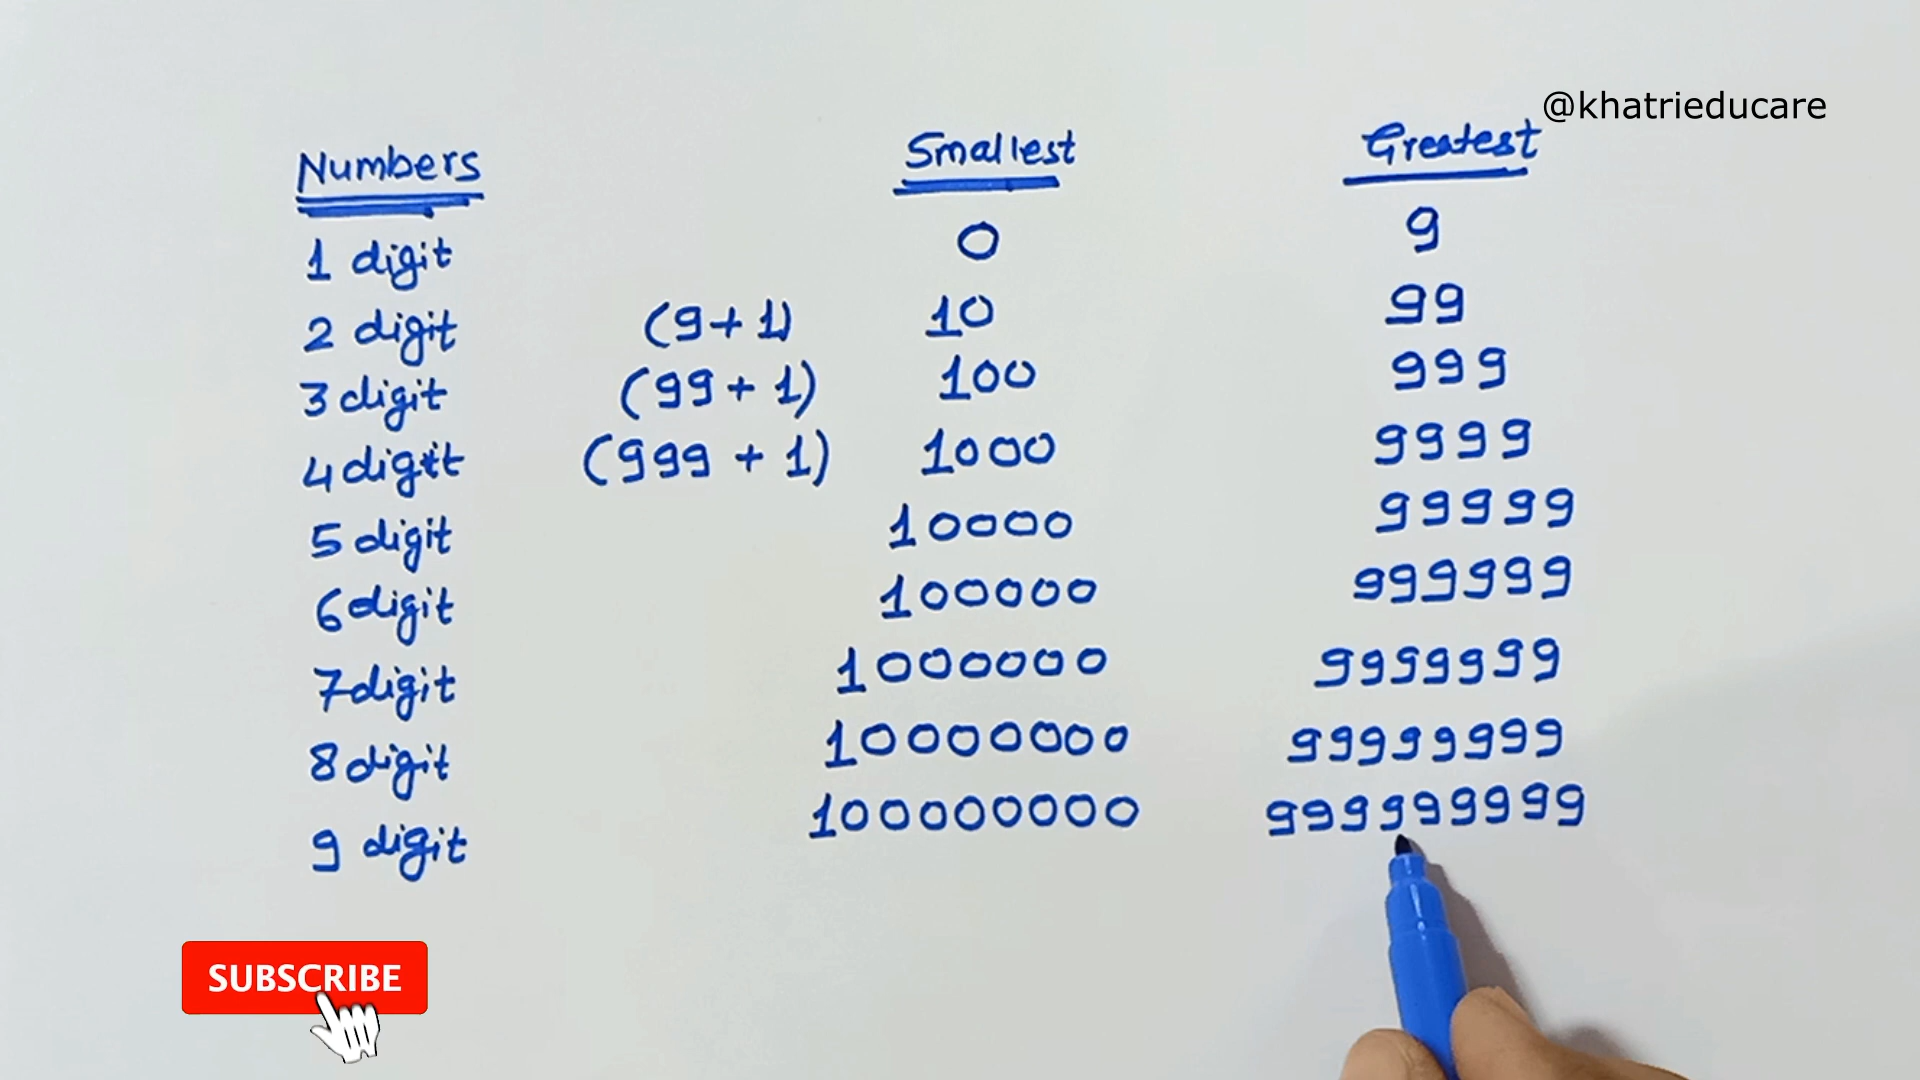 @khatrieducare
Numbers Smallest Greatest
1 digit 0 9
2 digit (9+1) 10 99
3 digit (99+1) 100 999
4 digit (999+1) 1000 9999
5 digit 10000 99999
6 digit 100000 999999
7 digit 1000000 9999999
8 digit 10000000 99999999
9 digit 100000000 999999999
SUBSCRIBE